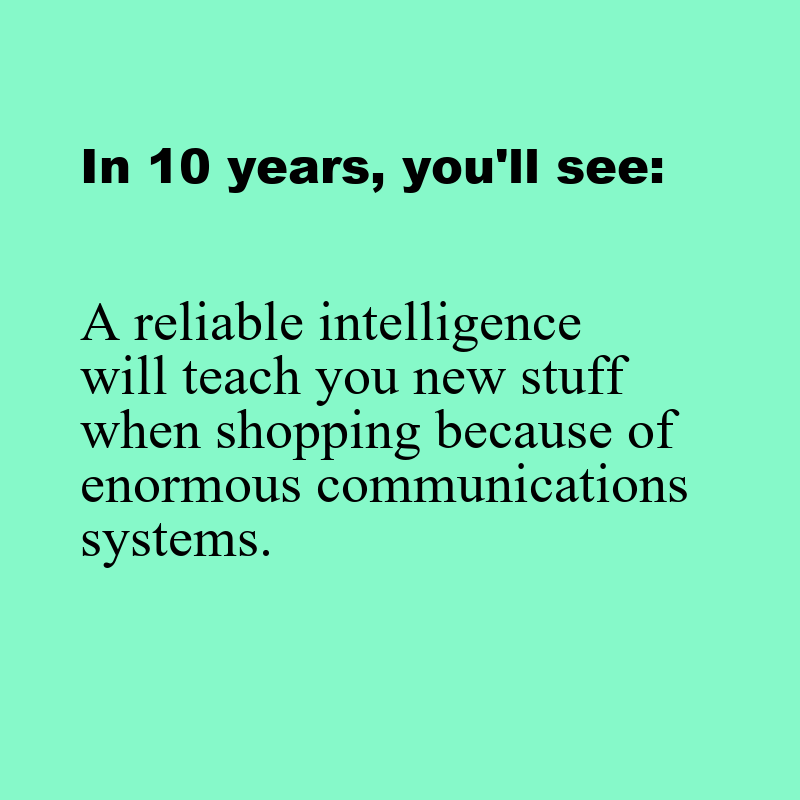 In 10 years, you'll see:
A reliable intelligence
will teach you new stuff
when shopping because of
enormous communications
systems.